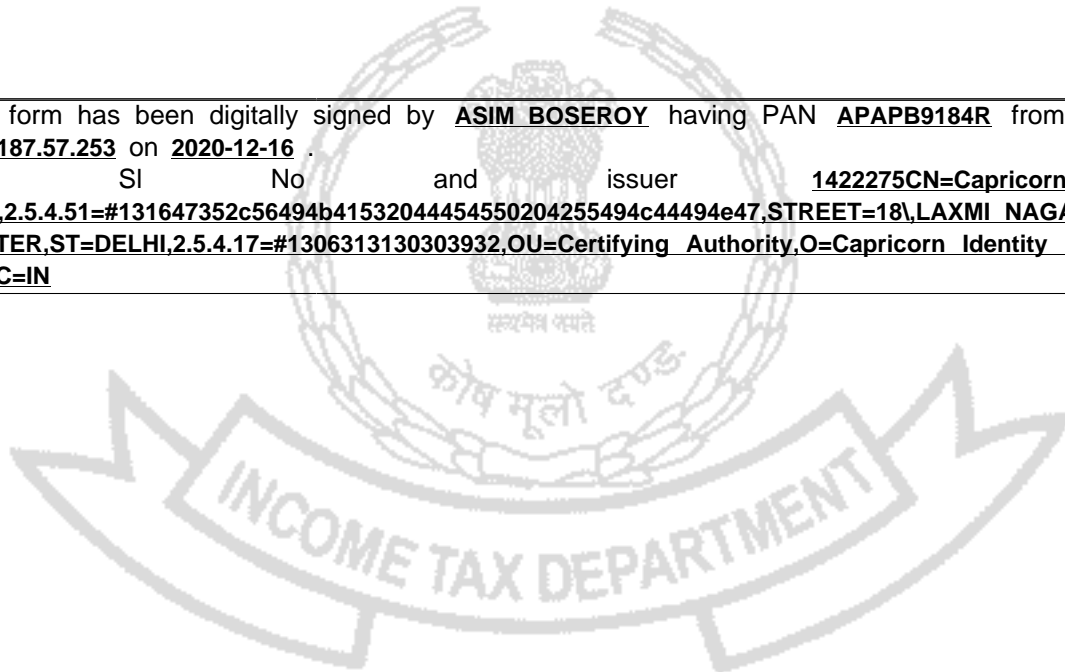 form has been digitally signed by ASIM BOSEROY having PAN APAPB9184R from
187.57.253 on 2020-12-16 .
SI No and issuer 1422275CN=Capricorn
,2.5.4.51=#131647352c56494b41532044454550204255494c44494e47,STREET=18\,LAXMI NAGA
TER,ST=DELHI,2.5.4.17=#1306313130303932,OU=Certifying Authority,O=Capricorn Identity
C=IN
सत्यमेव जयते
कोष मूलो दण्डः
INCOME TAX DEPARTMENT